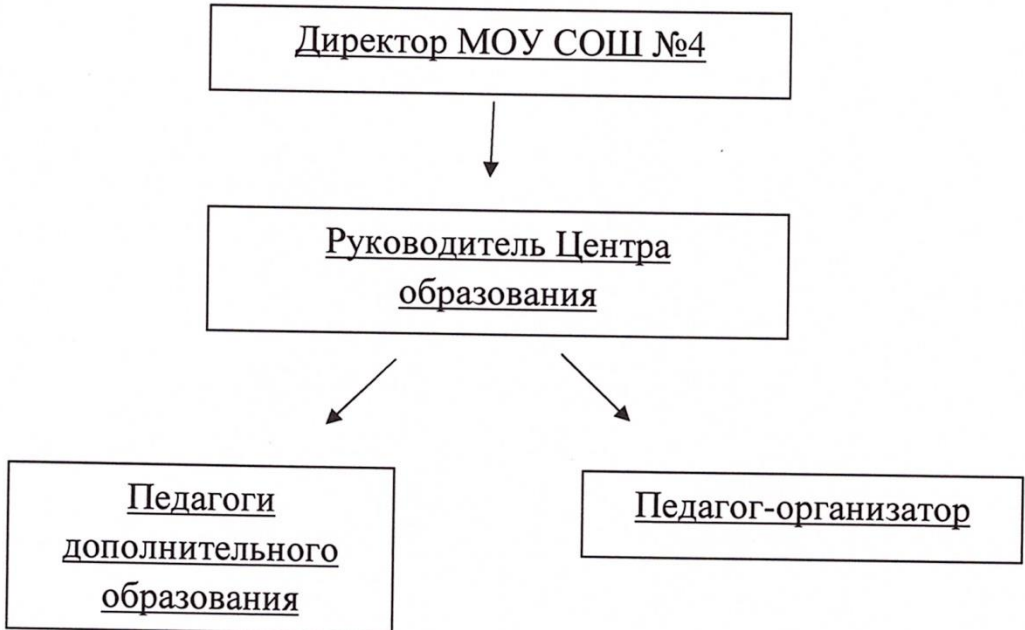 Директор МОУ СОШ №4
Руководитель Центра
образования
Педагоги
дополнительного
образования
Педагог-организатор